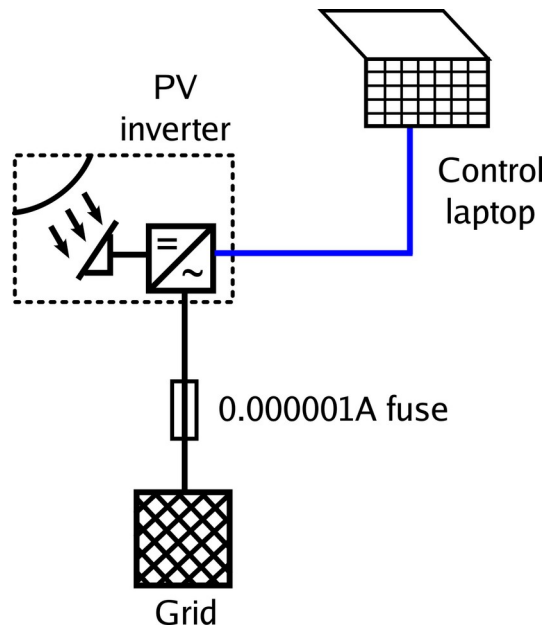 PV
inverter
Control
laptop
=
~
0.000001A fuse
Grid